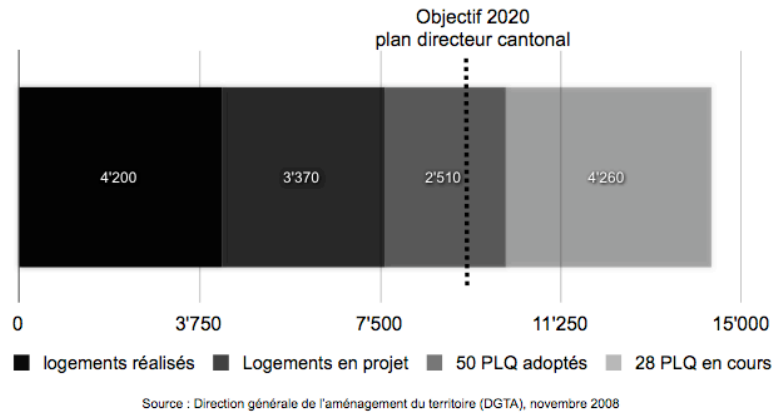 Objectif 2020
plan directeur cantonal
4'200 3'370 2'510 4'260
0 3'750 7'500 11'250 15'000
logements réalisés Logements en projet 50 PLQ adoptés 28 PLQ en cours
Source : Direction générale de l'aménagement du territoire (DGTA), novembre 2008